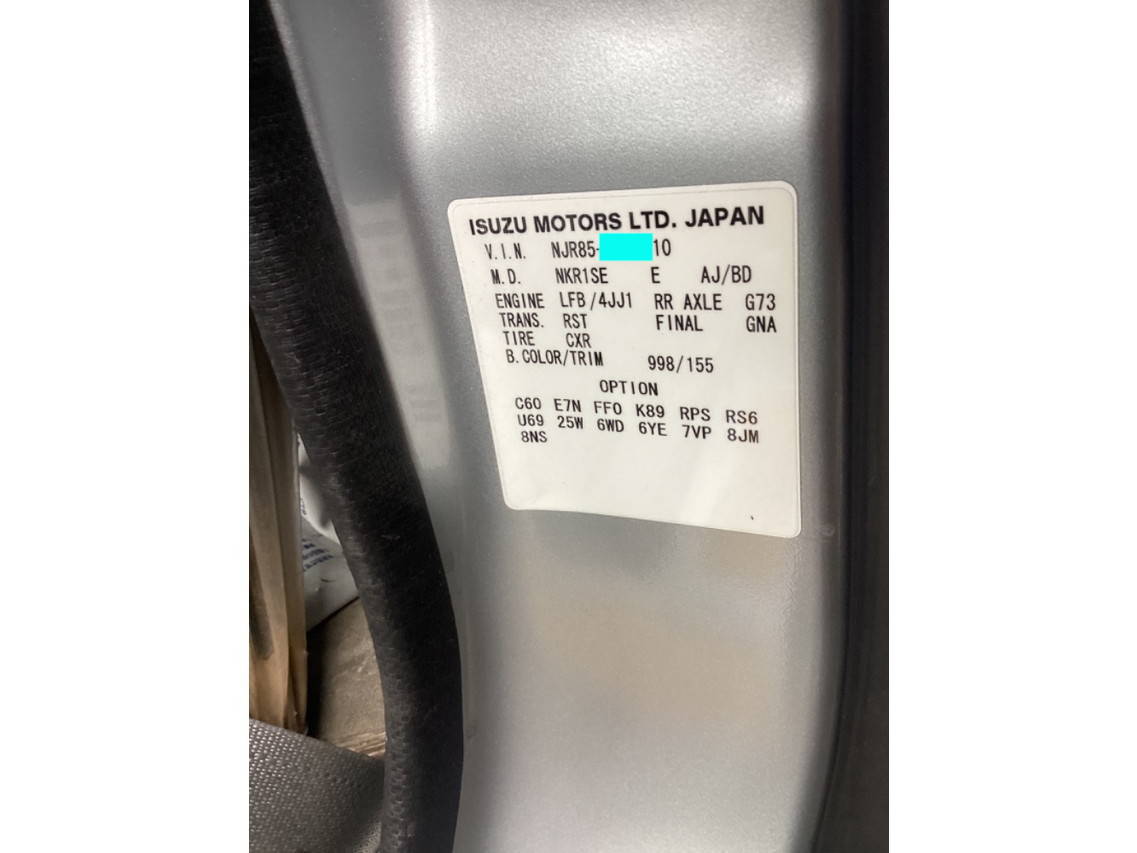 ISUZU MOTORS LTD. JAPAN
V.I.N. NJR85- 10
M.D. NKR1SE E AJ/BD
ENGINE LFB/4JJ1 RR AXLE G73
TRANS. RST FINAL GNA
TIRE CXR
B.COLOR/TRIM 998/155
OPTION
C60 E7N FFO K89 RPS RS6
U69 25W 6WD 6YE 7VP 8JM
8NS